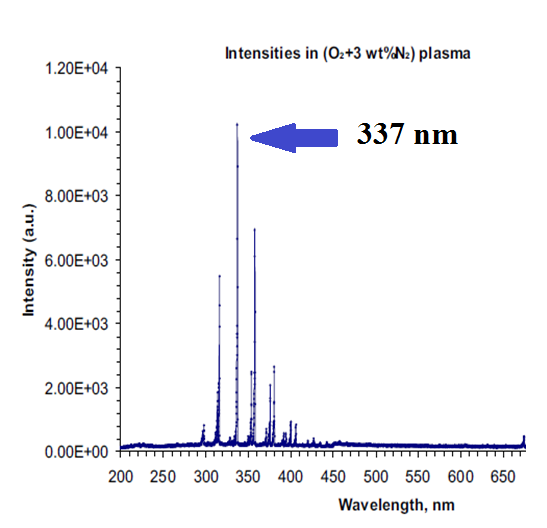 Intensities in (O₂+3 wt%N₂) plasma
1.20E+04
1.00E+04
337 nm
8.00E+03
6.00E+03
4.00E+03
2.00E+03
0.00E+00
Intensity (a.u.)
200 250 300 350 400 450 500 550 600 650
Wavelength, nm